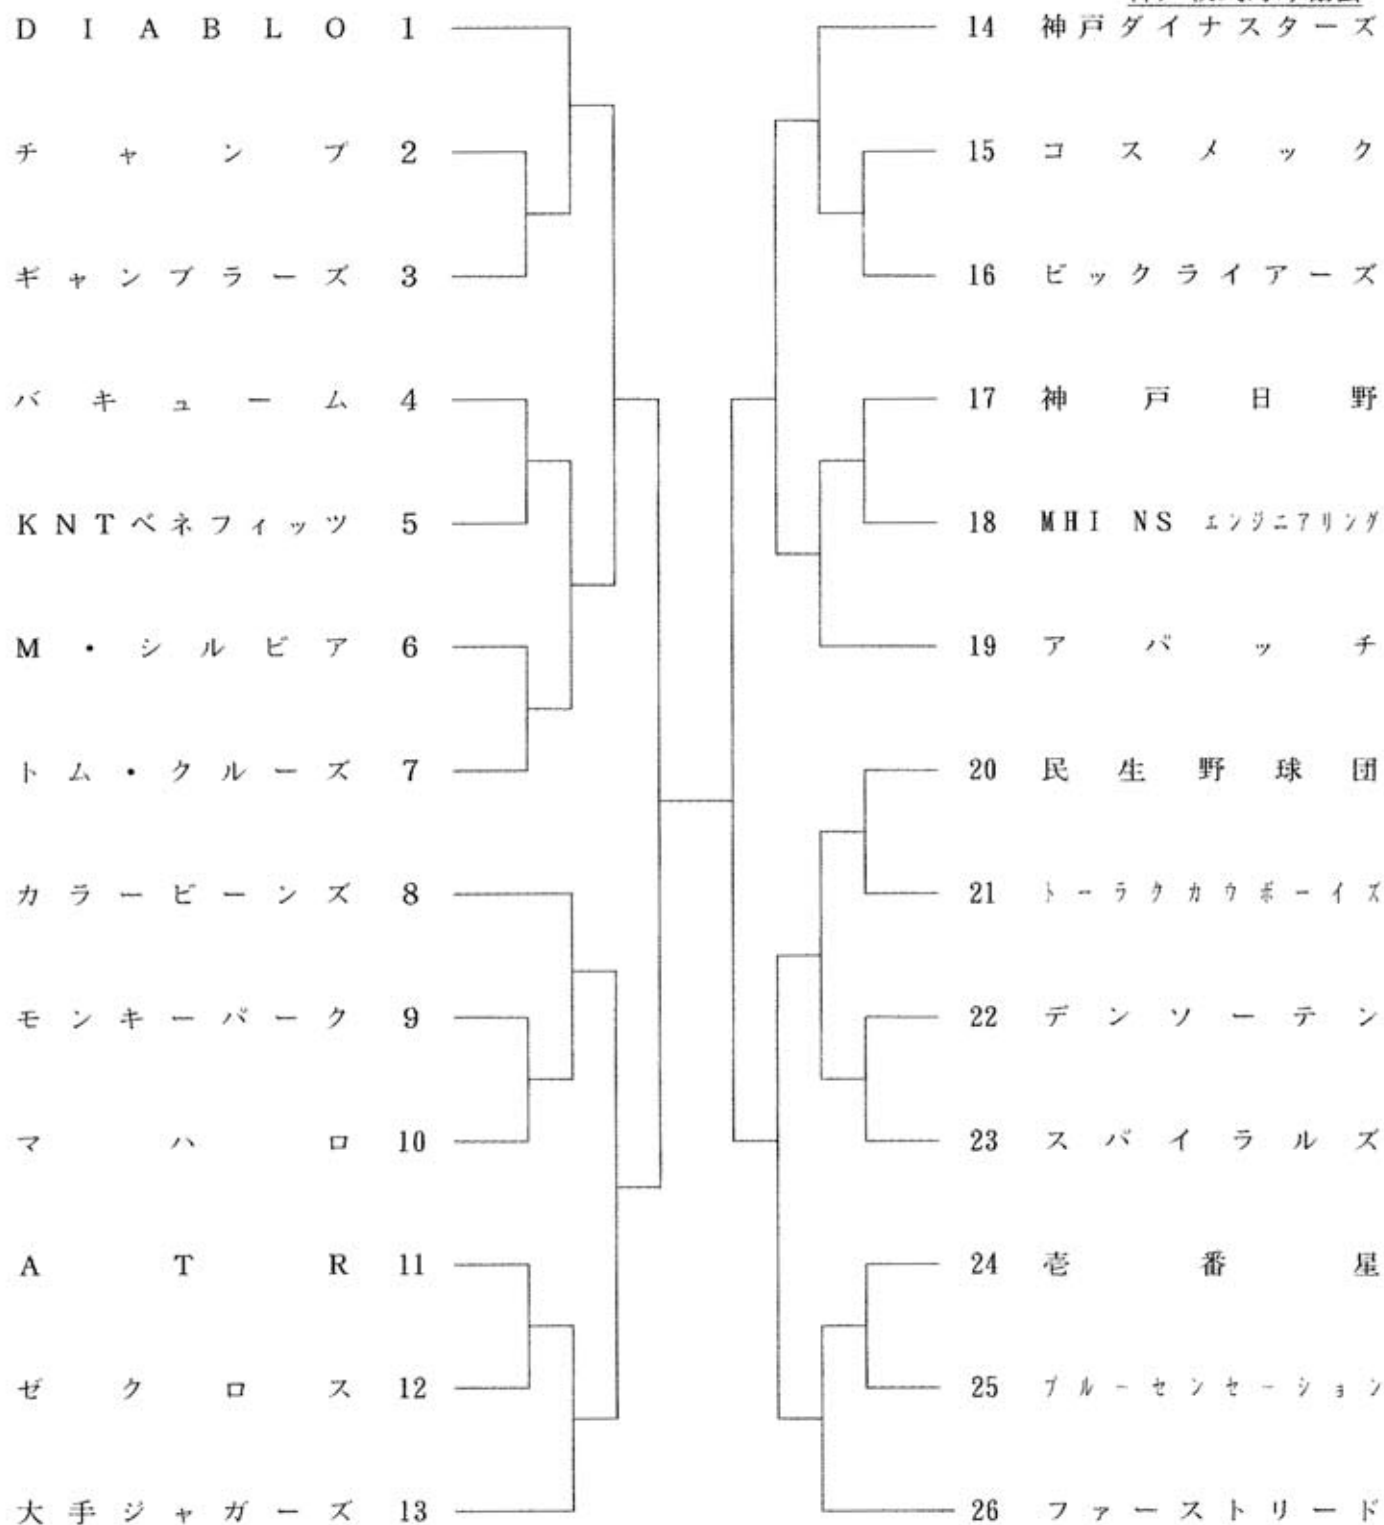 DIABLO 1
チャンプ 2
ギャンブラーズ 3
バキューム 4
KNTベネフィッツ 5
M・シルビア 6
トム・クルーズ 7
カラービーンズ 8
モンキーパーク 9
マハロ 10
ATR 11
ゼクロス 12
大手ジャガーズ 13
14 神戸ダイナスターズ
15 コスメック
16 ビックライアーズ
17 神戸日野
18 MHI NS エンジニアリング
19 アパッチ
20 民生野球団
21 トーラクカウボーイズ
22 デンソーテン
23 スパイラルズ
24 壱番星
25 ブルーセンセーション
26 ファーストリード